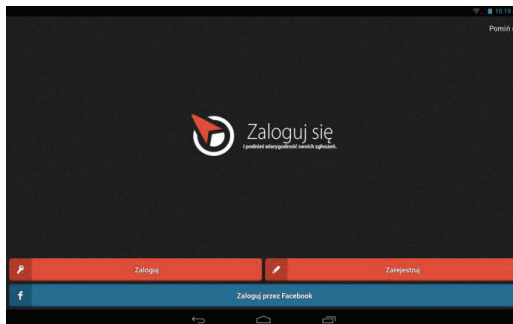 10:19
Pomiń
Zaloguj się
i podnieś wiarygodność swoich zgłoszeń.
Zaloguj
Zarejestruj
f
Zaloguj przez Facebook